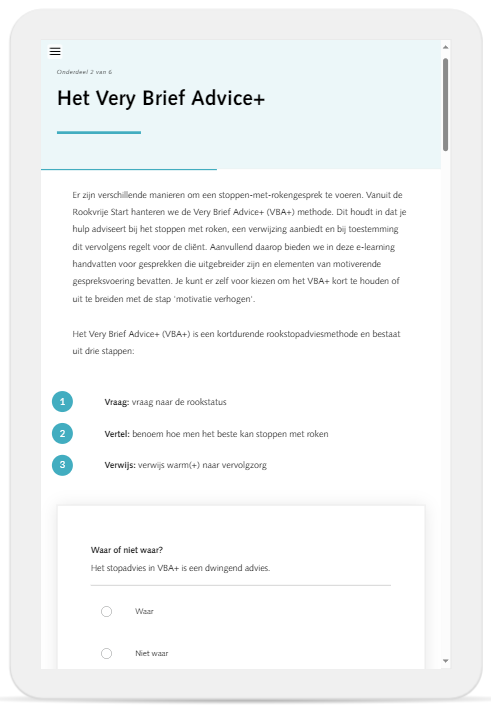 Onderdeel 2 van 6
Het Very Brief Advice+
Er zijn verschillende manieren om een stoppen-met-rokengesprek te voeren. Vanuit de
Rookvrije Start hanteren we de Very Brief Advice+ (VBA+) methode. Dit houdt in dat je
hulp adviseert bij het stoppen met roken, een verwijzing aanbiedt en bij toestemming
dit vervolgens regelt voor de cliënt. Aanvullend daarop bieden we in deze e-learning
handvatten voor gesprekken die uitgebreider zijn en elementen van motiverende
gespreksvoering bevatten. Je kunt er zelf voor kiezen om het VBA+ kort te houden of
uit te breiden met de stap 'motivatie verhogen'.
Het Very Brief Advice+ (VBA+) is een kortdurende rookstopadviesmethode en bestaat
uit drie stappen:
1 Vraag: vraag naar de rookstatus
2 Vertel: benoem hoe men het beste kan stoppen met roken
3 Verwijs: verwijs warm(+) naar vervolgzorg
Waar of niet waar?
Het stopadvies in VBA+ is een dwingend advies.
Waar
Niet waar